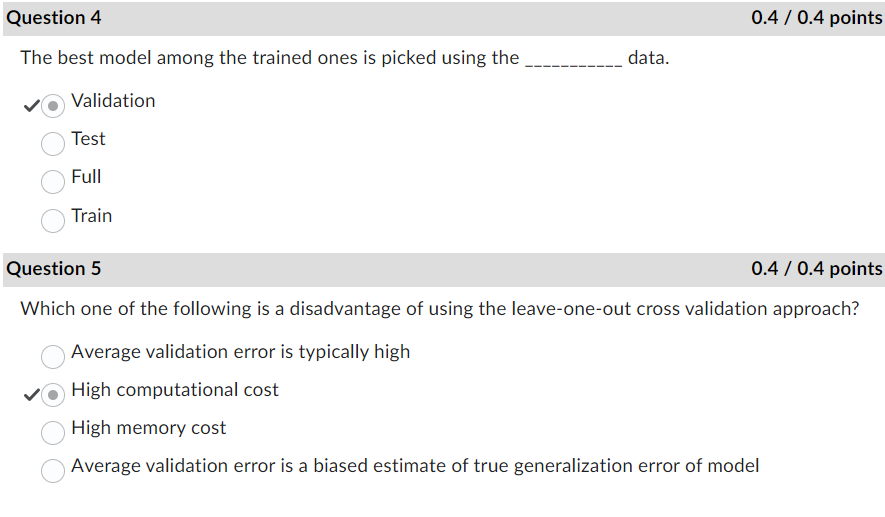 Question 4 0.4 / 0.4 points
The best model among the trained ones is picked using the ___________ data.
Validation
Test
Full
Train
Question 5 0.4 / 0.4 points
Which one of the following is a disadvantage of using the leave-one-out cross validation approach?
Average validation error is typically high
High computational cost
High memory cost
Average validation error is a biased estimate of true generalization error of model